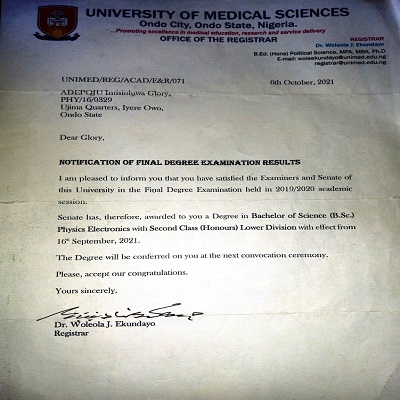 UNIVERSITY OF MEDICAL SCIENCES
Ondo City, Ondo State, Nigeria.
...Promoting excellence in medical education, research and service delivery
OFFICE OF THE REGISTRAR
REGISTRAR
Dr. Woleola J. Ekundayo
B.Ed. (Hons) Political Science, MPA, MBA, Ph.D
E-mail: woleekundayo@unimed.edu.ng
registrar@unimed.edu.ng
UNIMED/REG/ACAD/E&R/071
6th October, 2021
ADEPOJU Glory,
PHY/16/0329
Ujima Quarters, Iyere Owo,
Ondo State
Dear Glory,
NOTIFICATION OF FINAL DEGREE EXAMINATION RESULTS
I am pleased to inform you that you have satisfied the Examiners and Senate of
this University in the Final Degree Examination held in 2019/2020 academic
session.
Senate has, therefore, awarded to you a Degree in Bachelor of Science (B.Sc.)
Physics Electronics with Second Class (Honours) Lower Division with effect from
16th September, 2021.
The Degree will be conferred on you at the next convocation ceremony.
Please, accept our congratulations.
Yours sincerely,
Dr. Woleola J. Ekundayo
Registrar